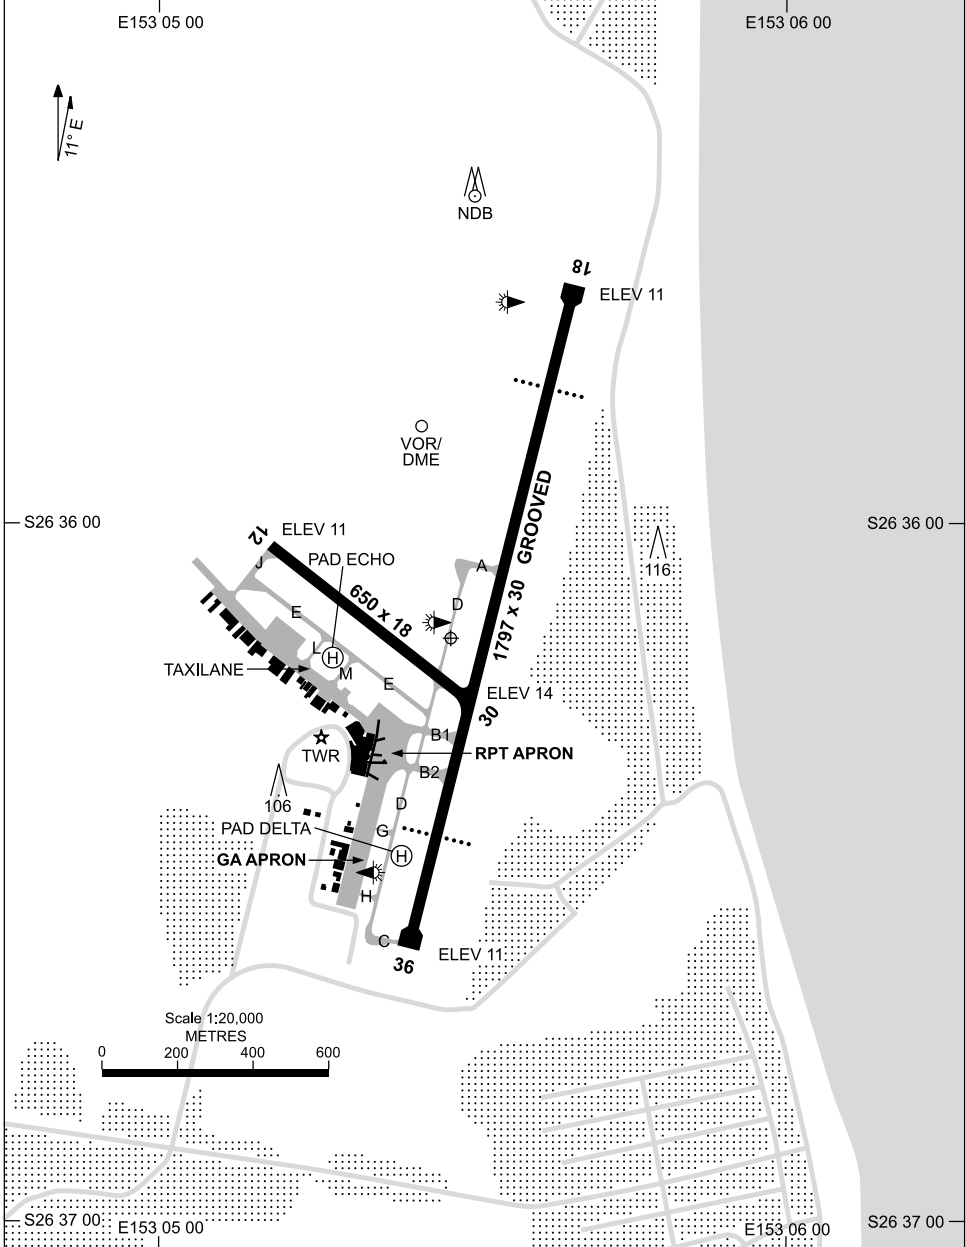 E153 05 00
E153 06 00
11° E
NDB
18
ELEV 11
VOR/
DME
GROOVED
S26 36 00
S26 36 00
12
ELEV 11
PAD ECHO
J
A
116
650 x 18
1797 x 30
E
D
L
H
M
TAXILANE
E
ELEV 14
30
B1
TWR
RPT APRON
B2
106
D
PAD DELTA
G
H
GA APRON
H
C
ELEV 11
36
Scale 1:20,000
METRES
0 200 400 600
S26 37 00
E153 05 00
E153 06 00
S26 37 00